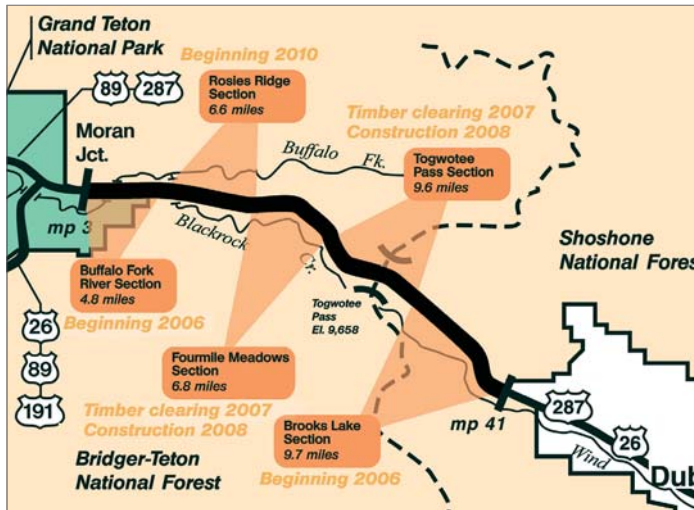 Grand Teton
National Park
Beginning 2010
89 287
Rosies Ridge
Section
6.6 miles
Timber clearing 2007
Construction 2008
Moran
Jct.
Buffalo Fk.
Togwotee
Pass Section
9.6 miles
mp 3
Blackrock
Cr.
Shoshone
National Fores
Buffalo Fork
River Section
4.8 miles
Beginning 2006
Togwotee
Pass
El. 9,658
26
89
191
Fourmile Meadows
Section
6.8 miles
Timber clearing 2007
Construction 2008
mp 41
287
26
Brooks Lake
Section
9.7 miles
Beginning 2006
Wind
Dub
Bridger-Teton
National Forest